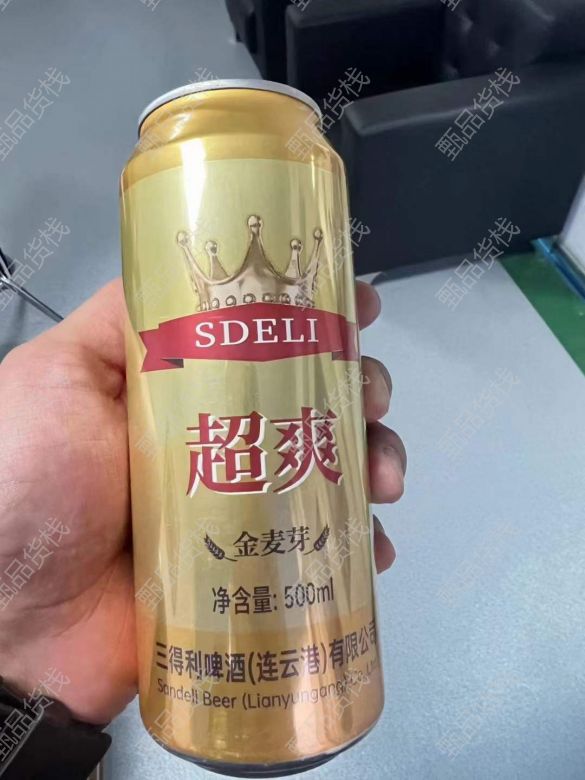 SDELI
超爽
金麦芽
净含量: 500ml
三得利啤酒(连云港)有限公司
Sandeli Beer (Lianyungang)
甄品货栈